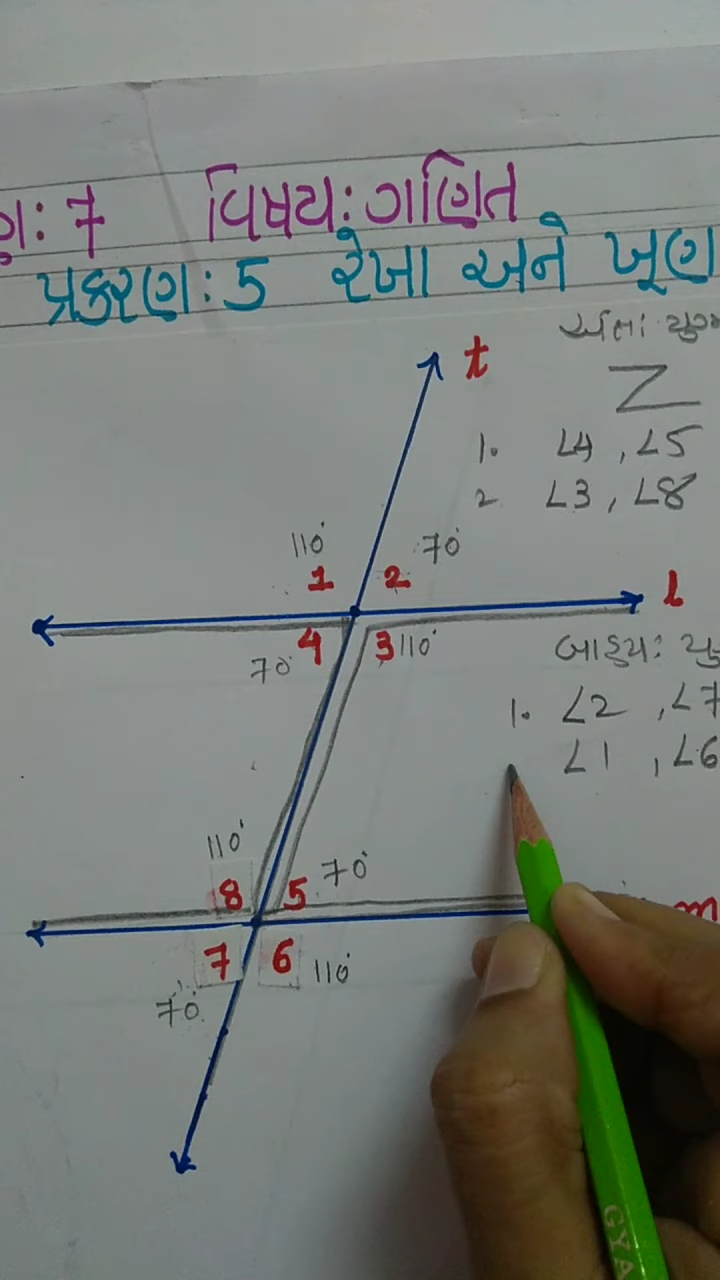 : 7 વિષય: ગણિત
પ્રકરણ: 5 રેખા અને ખૂણ
t
Z
1. ∠4 , ∠5
2 ∠3 , ∠8
110° 70°
1 2
l
4 3 110°
70°
બાહ્ય: યુ
1. ∠2 , ∠7
∠1 , ∠6
110°
8 5 70°
m
7 6 110°
70°
GYA